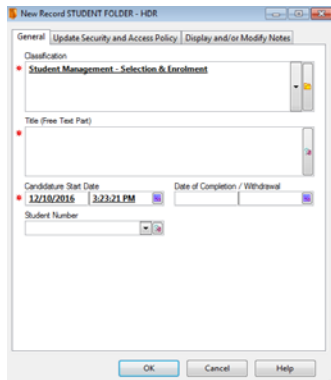 New Record STUDENT FOLDER - HDR
General Update Security and Access Policy Display and/or Modify Notes
Classification
Student Management - Selection & Enrolment
Title (Free Text Part)
Candidature Start Date Date of Completion / Withdrawal
12/10/2016 3:23:21 PM
Student Number
OK Cancel Help